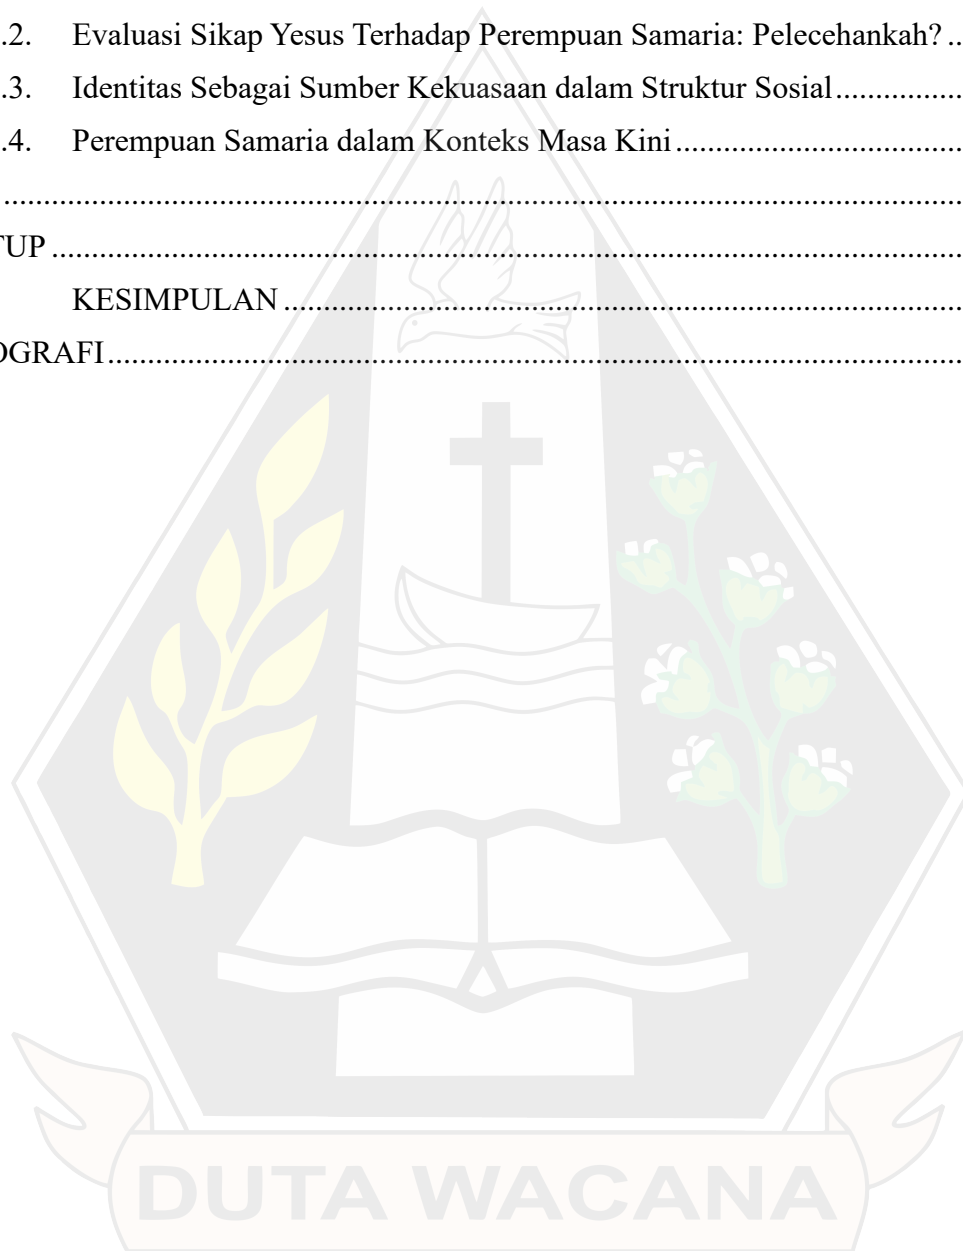 .2. Evaluasi Sikap Yesus Terhadap Perempuan Samaria: Pelecehankah? ..
.3. Identitas Sebagai Sumber Kekuasaan dalam Struktur Sosial................
.4. Perempuan Samaria dalam Konteks Masa Kini....................................
........................................................................................................................
TUP ..................................................................................................................
KESIMPULAN .....................................................................................
OGRAFI...........................................................................................................
DUTA WACANA